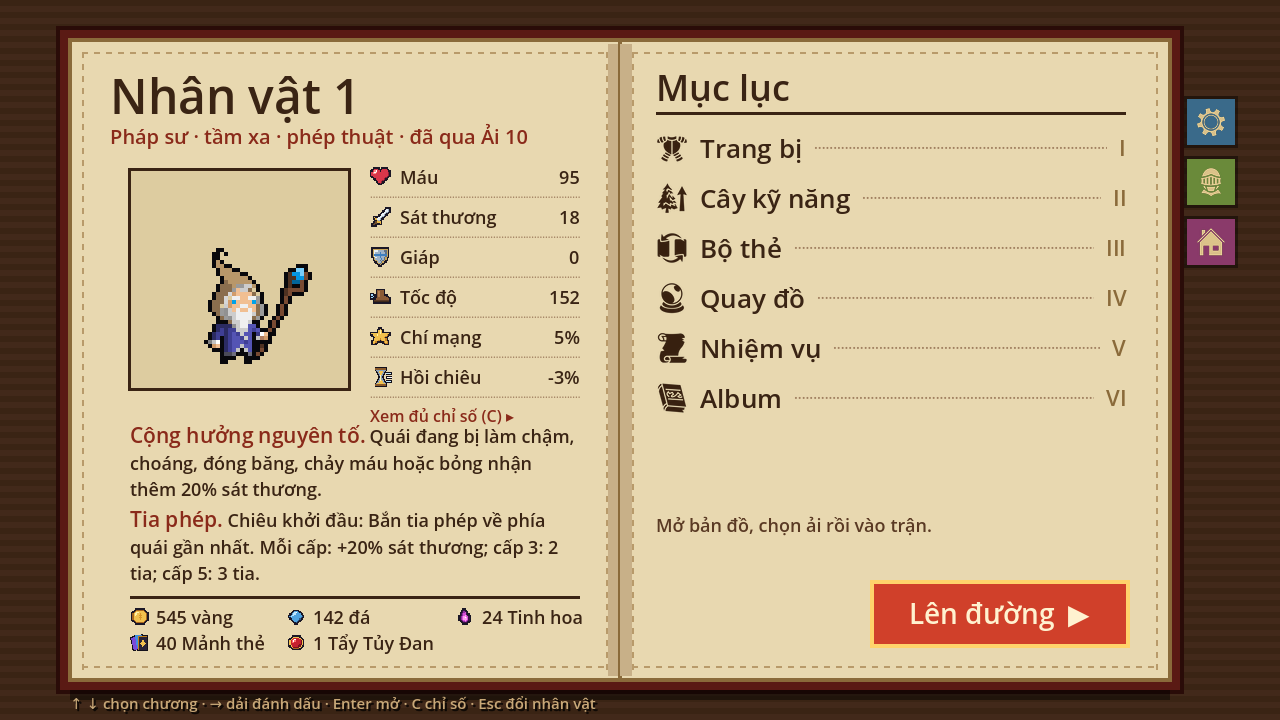 Nhân vật 1
Pháp sư · tầm xa · phép thuật · đã qua Ải 10
Máu 95
Sát thương 18
Giáp 0
Tốc độ 152
Chí mạng 5%
Hồi chiêu -3%
Xem đủ chỉ số (C) ▸
Cộng hưởng nguyên tố. Quái đang bị làm chậm,
choáng, đóng băng, chảy máu hoặc bỏng nhận
thêm 20% sát thương.
Tia phép. Chiêu khởi đầu: Bắn tia phép về phía
quái gần nhất. Mỗi cấp: +20% sát thương; cấp 3: 2
tia; cấp 5: 3 tia.
545 vàng 142 đá 24 Tinh hoa
40 Mảnh thẻ 1 Tẩy Tủy Đan
Mục lục
Trang bị I
Cây kỹ năng II
Bộ thẻ III
Quay đồ IV
Nhiệm vụ V
Album VI
Mở bản đồ, chọn ải rồi vào trận.
Lên đường ▶
↑ ↓ chọn chương · → dải đánh dấu · Enter mở · C chỉ số · Esc đổi nhân vật